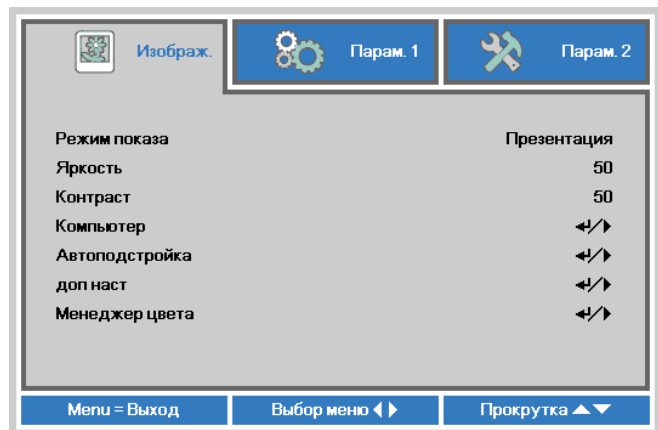 Изображ. Парам. 1 Парам. 2
Режим показа Презентация
Яркость 50
Контраст 50
Компьютер
Автоподстройка
доп наст
Менеджер цвета
Menu = Выход Выбор меню Прокрутка